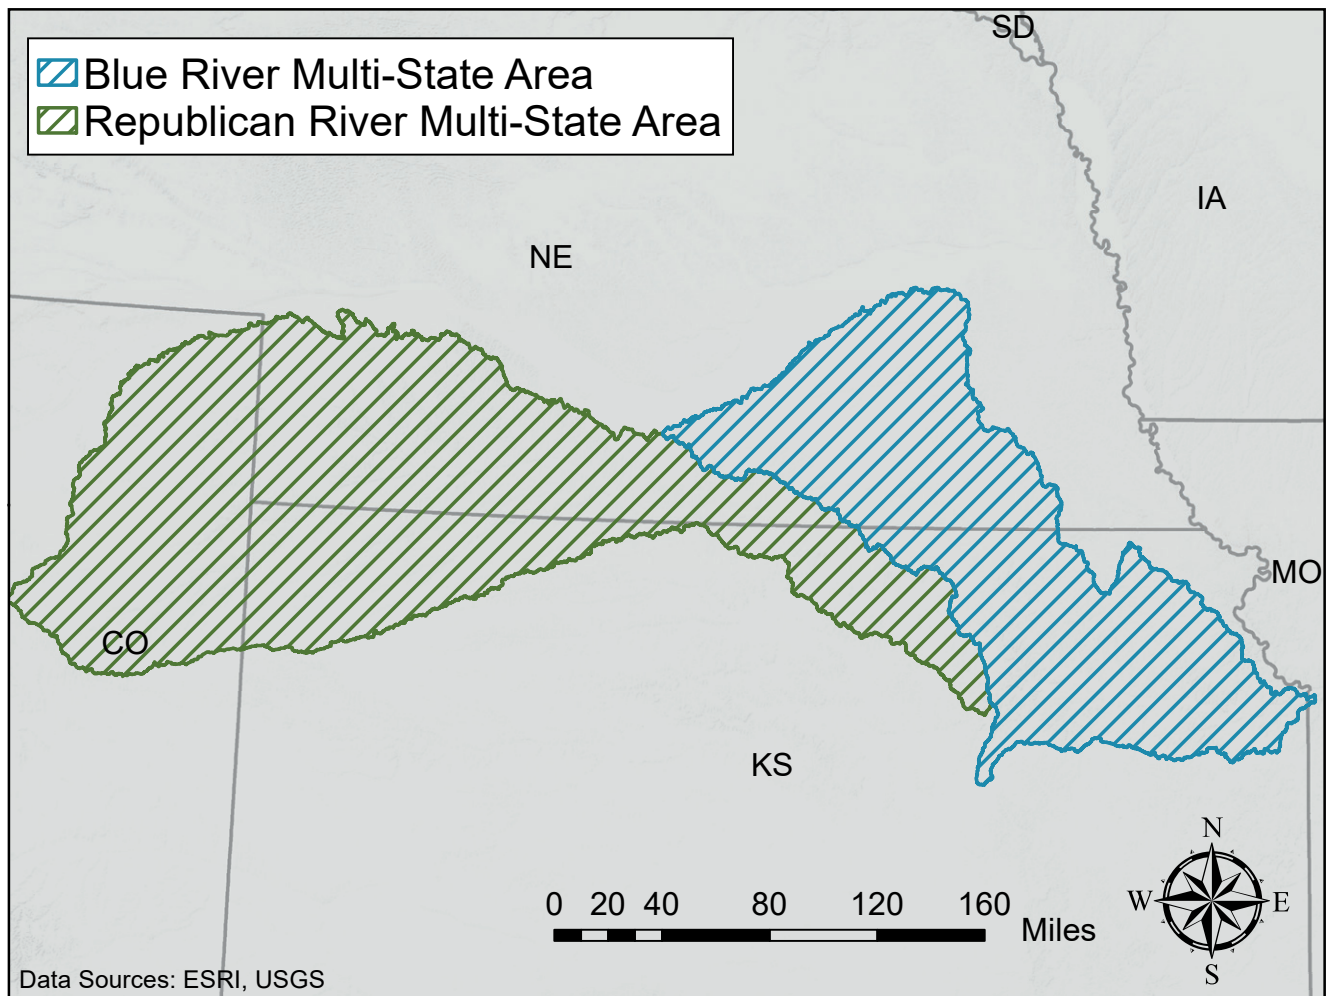 SD
Blue River Multi-State Area
Republican River Multi-State Area
IA
NE
MO
CO
KS
N
W E
S
0 20 40 80 120 160
Miles
Data Sources: ESRI, USGS